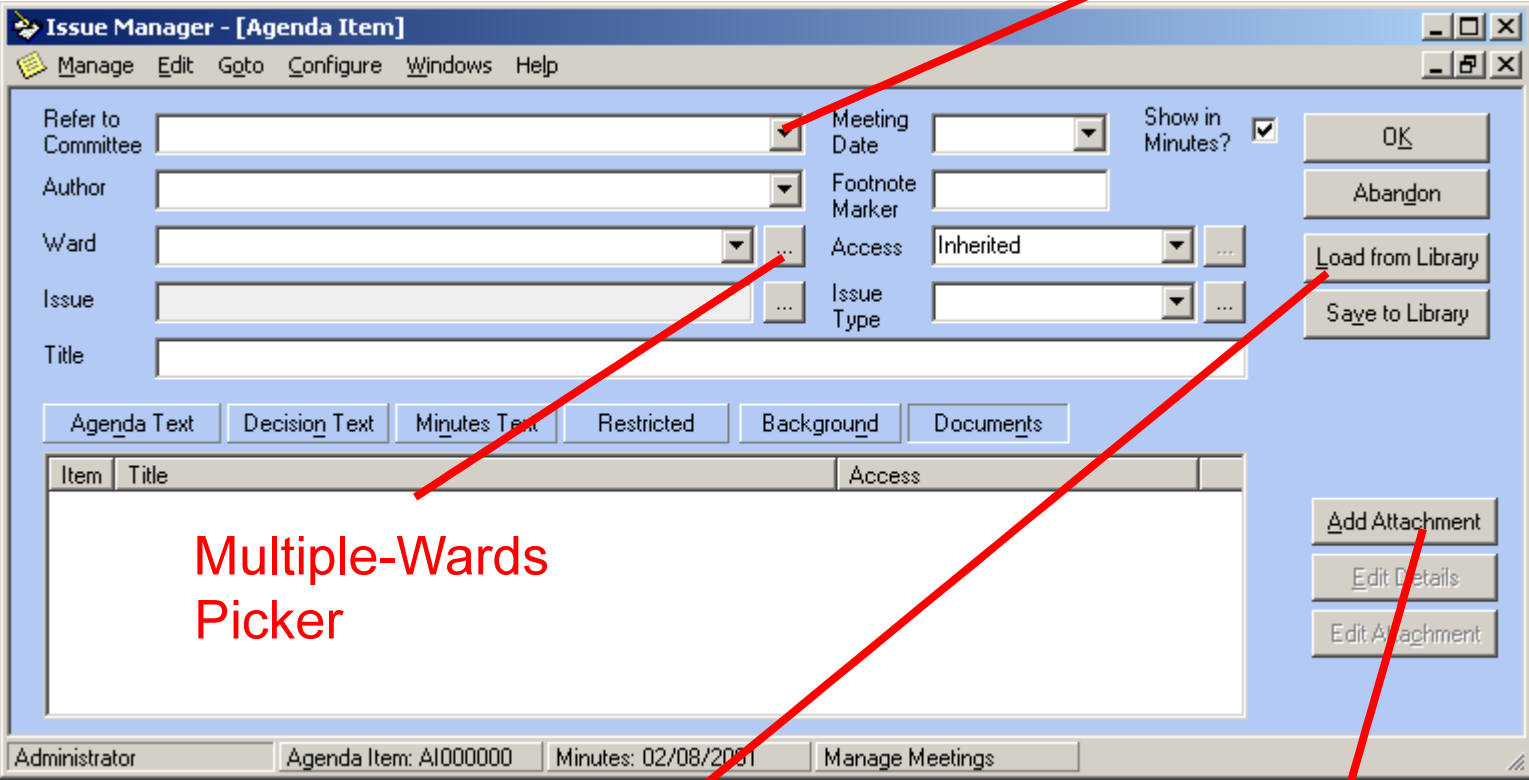 Issue Manager - [Agenda Item]
Manage Edit Goto Configure Windows Help
Refer to
Committee
Meeting
Date
Show in
Minutes?
OK
Author
Footnote
Marker
Abandon
Ward
...
Access
Inherited
...
Load from Library
Issue
...
Issue
Type
...
Save to Library
Title
Agenda Text Decision Text Minutes Text Restricted Background Documents
Item Title Access
Multiple-Wards
Picker
Add Attachment
Edit Details
Edit Attachment
Administrator Agenda Item: AI000000 Minutes: 02/08/2001 Manage Meetings